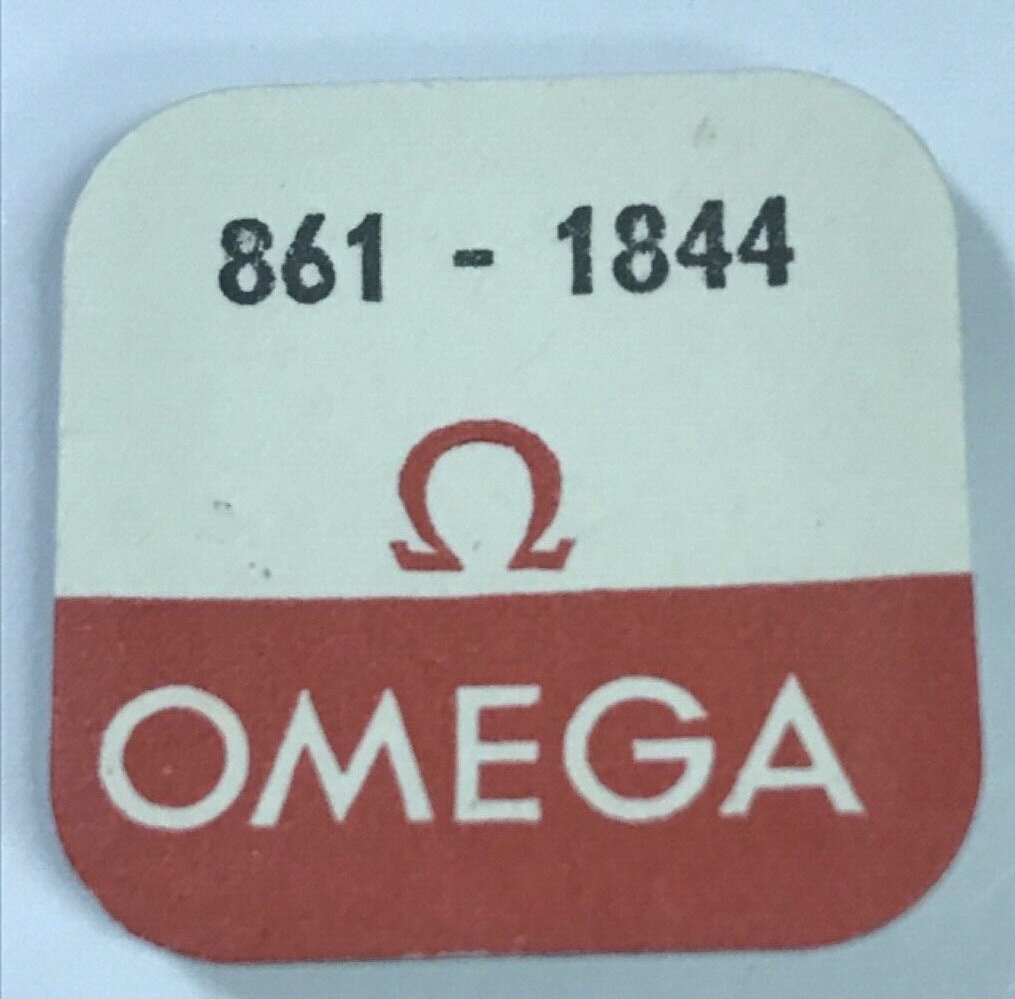 861 - 1844
Ω
OMEGA